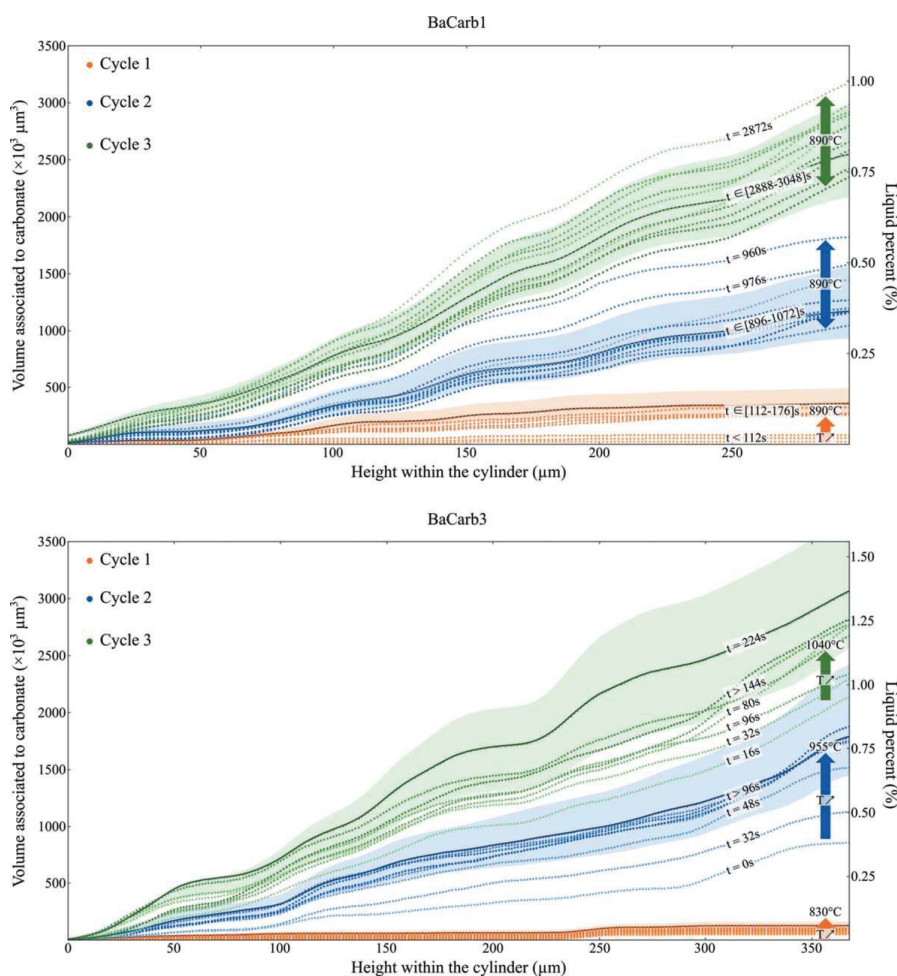 BaCarb1
3500
3000
2500
2000
1500
1000
500
Volume associated to carbonate (×10³ μm³)
Cycle 1
Cycle 2
Cycle 3
t = 2872s
890°C
t ∈[2888-3048]s
t = 960s
t = 976s
890°C
t ∈[896-1072]s
t ∈[112-176]s
890°C
t < 112s
T↗
1.00
0.75
0.50
0.25
Liquid percent (%)
0 50 100 150 200 250
Height within the cylinder (μm)
BaCarb3
3500
3000
2500
2000
1500
1000
500
Volume associated to carbonate (×10³ μm³)
Cycle 1
Cycle 2
Cycle 3
t = 224s
1040°C
t > 144s
T↗
t = 80s
t = 96s
t = 32s
t = 16s
955°C
t > 96s
T↗
t = 48s
t = 32s
t = 0s
830°C
T↗
1.50
1.25
1.00
0.75
0.50
0.25
Liquid percent (%)
0 50 100 150 200 250 300 350
Height within the cylinder (μm)